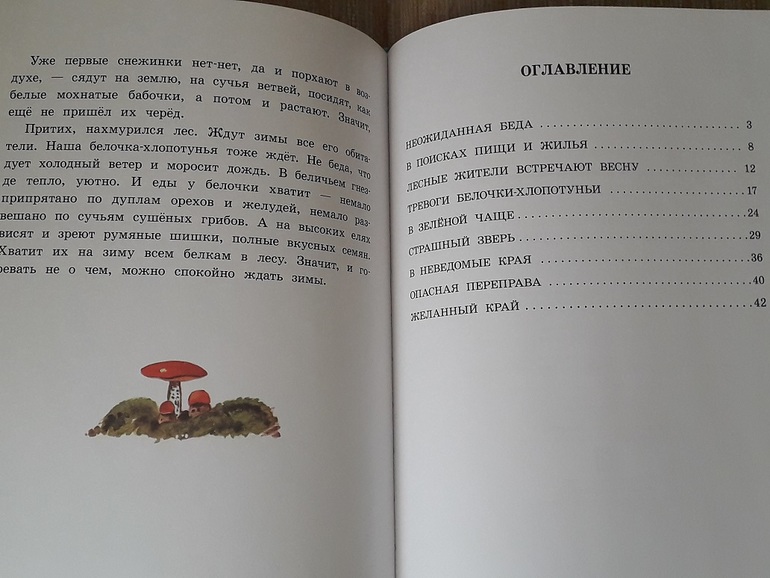 Уже первые снежинки нет-нет, да и порхают в воз-
духе, — сядут на землю, на сучья ветвей, посидят, как
белые мохнатые бабочки, а потом и растают. Значит,
ещё не пришёл их черёд.
Притих, нахмурился лес. Ждут зимы все его обита-
тели. Наша белочка-хлопотунья тоже ждёт. Не беда, что
дует холодный ветер и моросит дождь. В беличьем гнез-
де тепло, уютно. И еды у белочки хватит — немало
припрятано по дуплам орехов и желудей, немало раз-
вешано по сучьям сушёных грибов. А на высоких елях
висят и зреют румяные шишки, полные вкусных семян.
Хватит их на зиму всем белкам в лесу. Значит, и го-
ревать не о чем, можно спокойно ждать зимы.
ОГЛАВЛЕНИЕ
НЕОЖИДАННАЯ БЕДА . . . . . . . . . . . . . . . . . . . . . . . 3
В ПОИСКАХ ПИЩИ И ЖИЛЬЯ . . . . . . . . . . . . . . . . 8
ЛЕСНЫЕ ЖИТЕЛИ ВСТРЕЧАЮТ ВЕСНУ . . . . . . . . . 12
ТРЕВОГИ БЕЛОЧКИ-ХЛОПОТУНЬИ . . . . . . . . . . . . . 17
В ЗЕЛЁНОЙ ЧАЩЕ . . . . . . . . . . . . . . . . . . . . . . . . . 24
СТРАШНЫЙ ЗВЕРЬ . . . . . . . . . . . . . . . . . . . . . . . . . 29
В НЕВЕДОМЫЕ КРАЯ . . . . . . . . . . . . . . . . . . . . . . . 36
ОПАСНАЯ ПЕРЕПРАВА . . . . . . . . . . . . . . . . . . . . . . 40
ЖЕЛАННЫЙ КРАЙ . . . . . . . . . . . . . . . . . . . . . . . . . 42